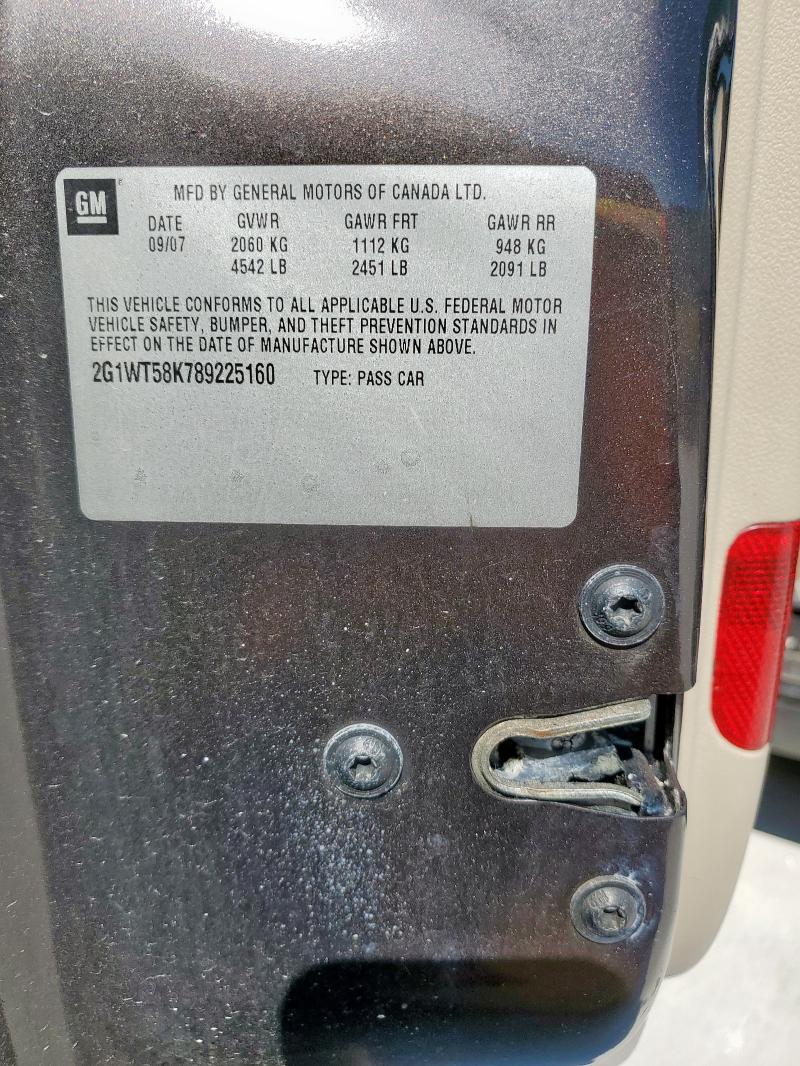 GM
MFD BY GENERAL MOTORS OF CANADA LTD.
DATE GVWR GAWR FRT GAWR RR
09/07 2060 KG 1112 KG 948 KG
4542 LB 2451 LB 2091 LB
THIS VEHICLE CONFORMS TO ALL APPLICABLE U.S. FEDERAL MOTOR
VEHICLE SAFETY, BUMPER, AND THEFT PREVENTION STANDARDS IN
EFFECT ON THE DATE OF MANUFACTURE SHOWN ABOVE.
2G1WT58K789225160 TYPE: PASS CAR